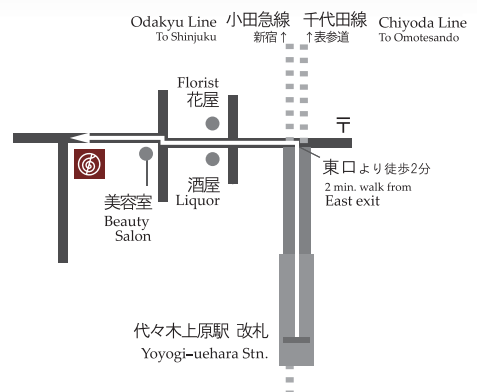 Odakyu Line 小田急線 千代田線 Chiyoda Line
To Shinjuku 新宿↑ ↑表参道 To Omotesando
Florist
花屋
〒
東口より徒歩2分
2 min. walk from
East exit
酒屋
Liquor
美容室
Beauty
Salon
代々木上原駅 改札
Yoyogi-uehara Stn.